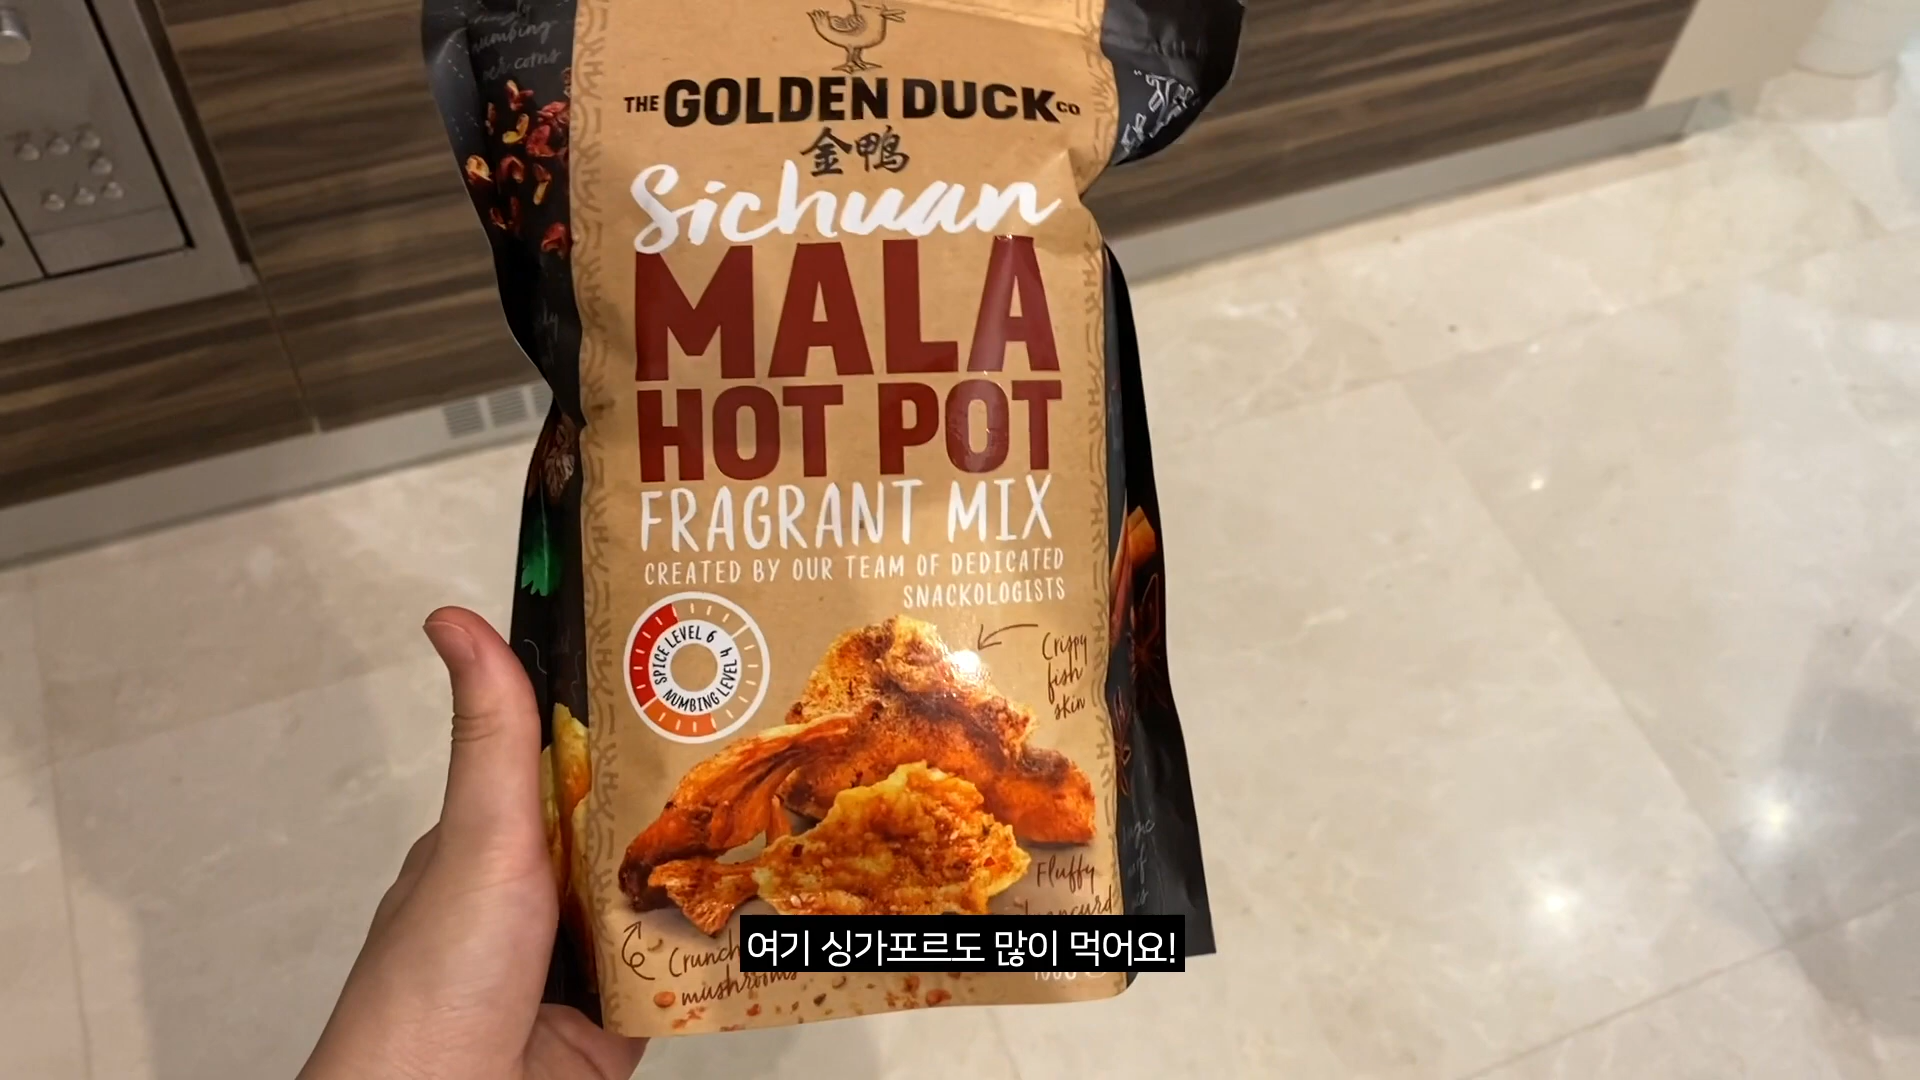 THE GOLDEN DUCK CO
金鴨
Sichuan
MALA
HOT POT
FRAGRANT MIX
CREATED BY OUR TEAM OF DEDICATED
SNACKOLOGISTS
SPICE LEVEL 6
NUMBING LEVEL 4
Crispy
fish
skin
Fluffy
mushrooms
여기 싱가포르도 많이 먹어요!